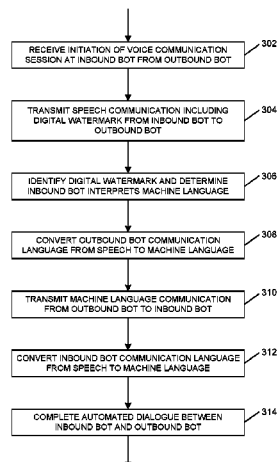 302
RECEIVE INITIATION OF VOICE COMMUNICATION
SESSION AT INBOUND BOT FROM OUTBOUND BOT
304
TRANSMIT SPEECH COMMUNICATION INCLUDING
DIGITAL WATERMARK FROM INBOUND BOT TO
OUTBOUND BOT
306
IDENTIFY DIGITAL WATERMARK AND DETERMINE
INBOUND BOT INTERPRETS MACHINE LANGUAGE
308
CONVERT OUTBOUND BOT COMMUNICATION
LANGUAGE FROM SPEECH TO MACHINE LANGUAGE
310
TRANSMIT MACHINE LANGUAGE COMMUNICATION
FROM OUTBOUND BOT TO INBOUND BOT
312
CONVERT INBOUND BOT COMMUNICATION LANGUAGE
FROM SPEECH TO MACHINE LANGUAGE
314
COMPLETE AUTOMATED DIALOGUE BETWEEN
INBOUND BOT AND OUTBOUND BOT